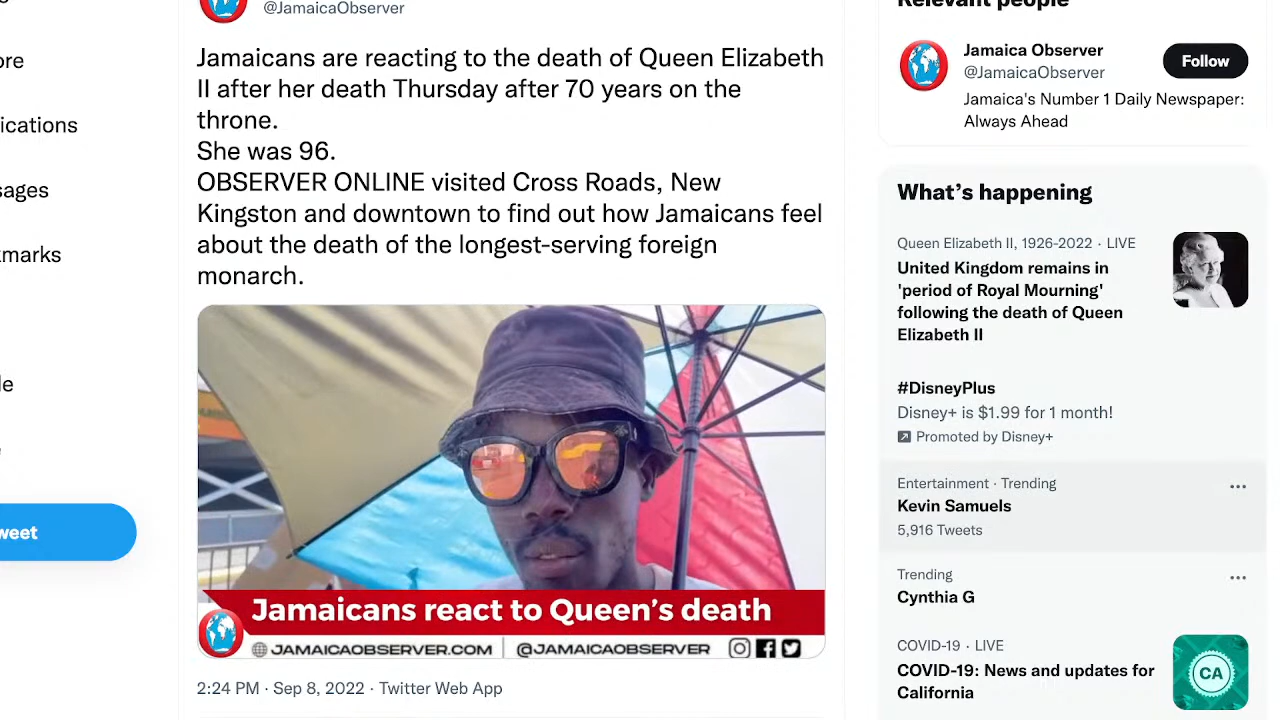 @JamaicaObserver
Jamaicans are reacting to the death of Queen Elizabeth
II after her death Thursday after 70 years on the
throne.
She was 96.
OBSERVER ONLINE visited Cross Roads, New
Kingston and downtown to find out how Jamaicans feel
about the death of the longest-serving foreign
monarch.
Jamaicans react to Queen's death
JAMAICAOBSERVER.COM | @JAMAICAOBSERVER
2:24 PM · Sep 8, 2022 · Twitter Web App
Relevant people
Jamaica Observer
@JamaicaObserver
Follow
Jamaica's Number 1 Daily Newspaper:
Always Ahead
What's happening
Queen Elizabeth II, 1926-2022 · LIVE
United Kingdom remains in
'period of Royal Mourning'
following the death of Queen
Elizabeth II
#DisneyPlus
Disney+ is $1.99 for 1 month!
Promoted by Disney+
Entertainment · Trending
Kevin Samuels
5,916 Tweets
Trending
Cynthia G
COVID-19 · LIVE
COVID-19: News and updates for
California
CA
ore
ications
sages
kmarks
le
weet